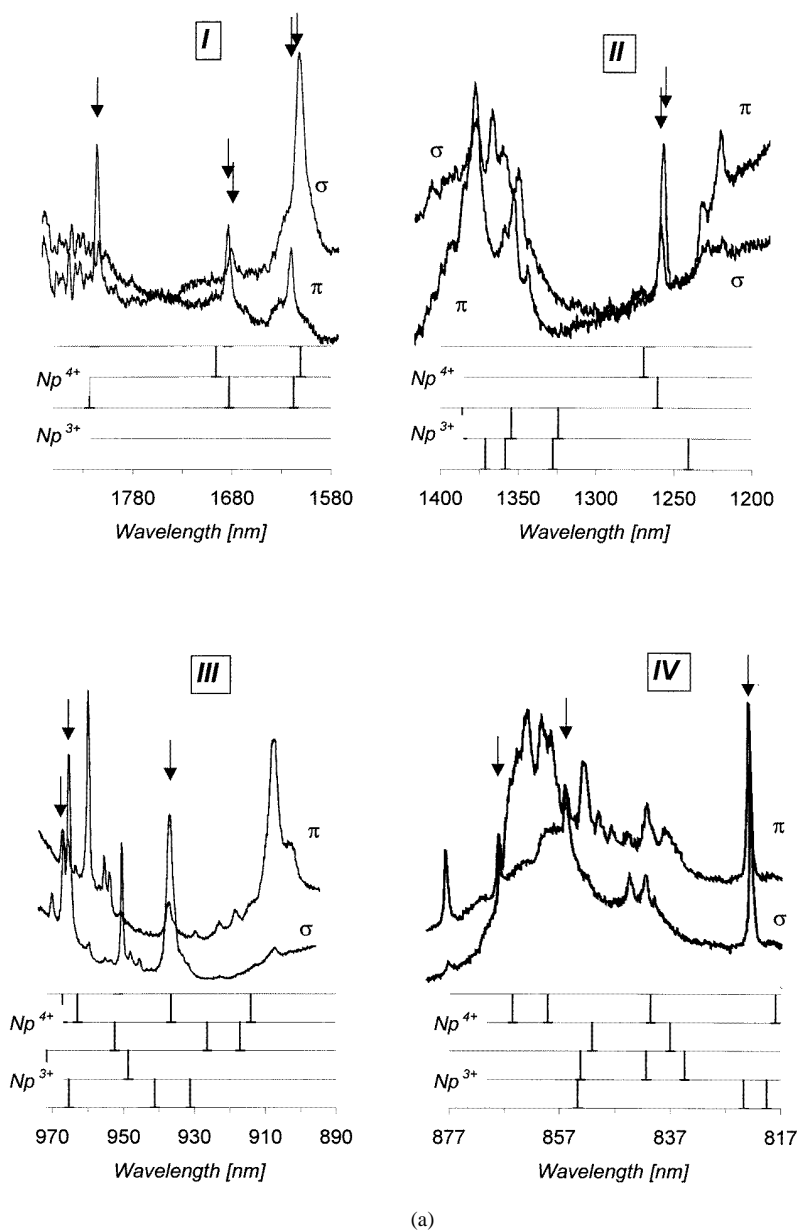 I
II
σ
π
σ
π
π
σ
Np4+
Np3+
Np4+
Np3+
1780 1680 1580
Wavelength [nm]
1400 1350 1300 1250 1200
Wavelength [nm]
III
IV
π
σ
π
σ
Np4+
Np3+
Np4+
Np3+
970 950 930 910 890
Wavelength [nm]
877 857 837 817
Wavelength [nm]
(a)